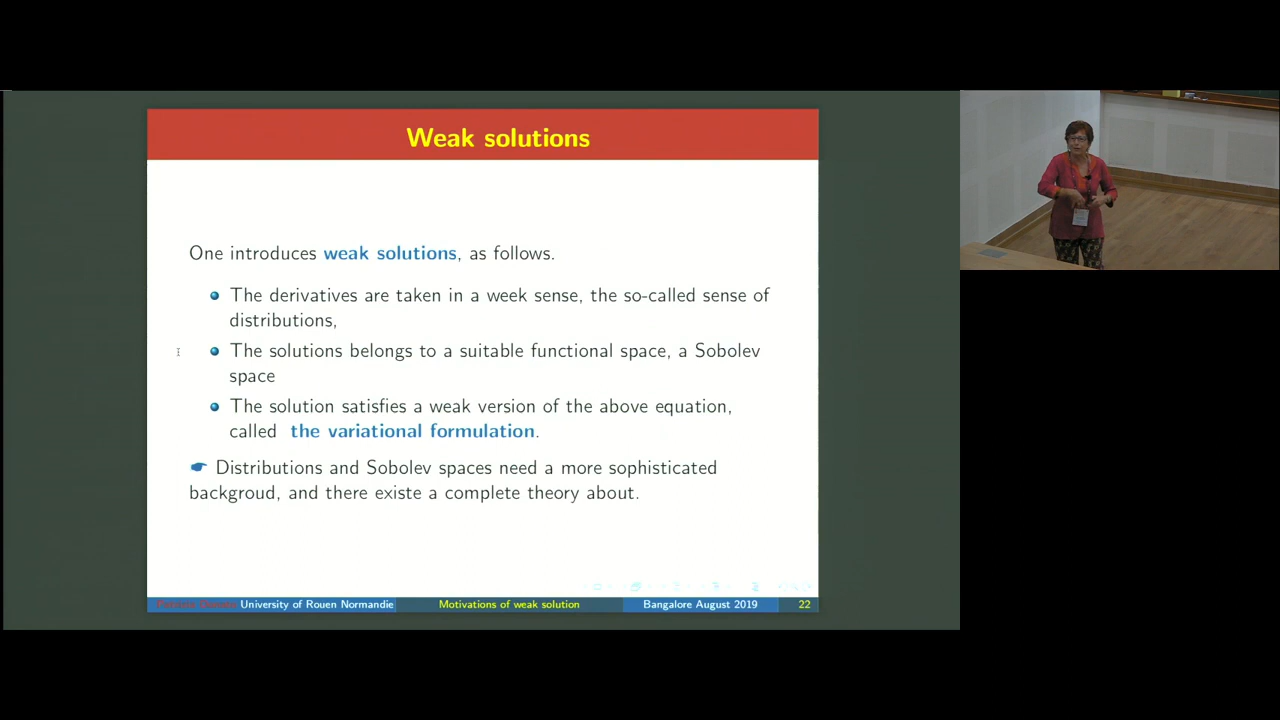 Weak solutions
One introduces weak solutions, as follows.
The derivatives are taken in a week sense, the so-called sense of
distributions,
The solutions belongs to a suitable functional space, a Sobolev
space
The solution satisfies a weak version of the above equation,
called the variational formulation.
Distributions and Sobolev spaces need a more sophisticated
backgroud, and there existe a complete theory about.
University of Rouen Normandie Motivations of weak solution Bangalore August 2019 22